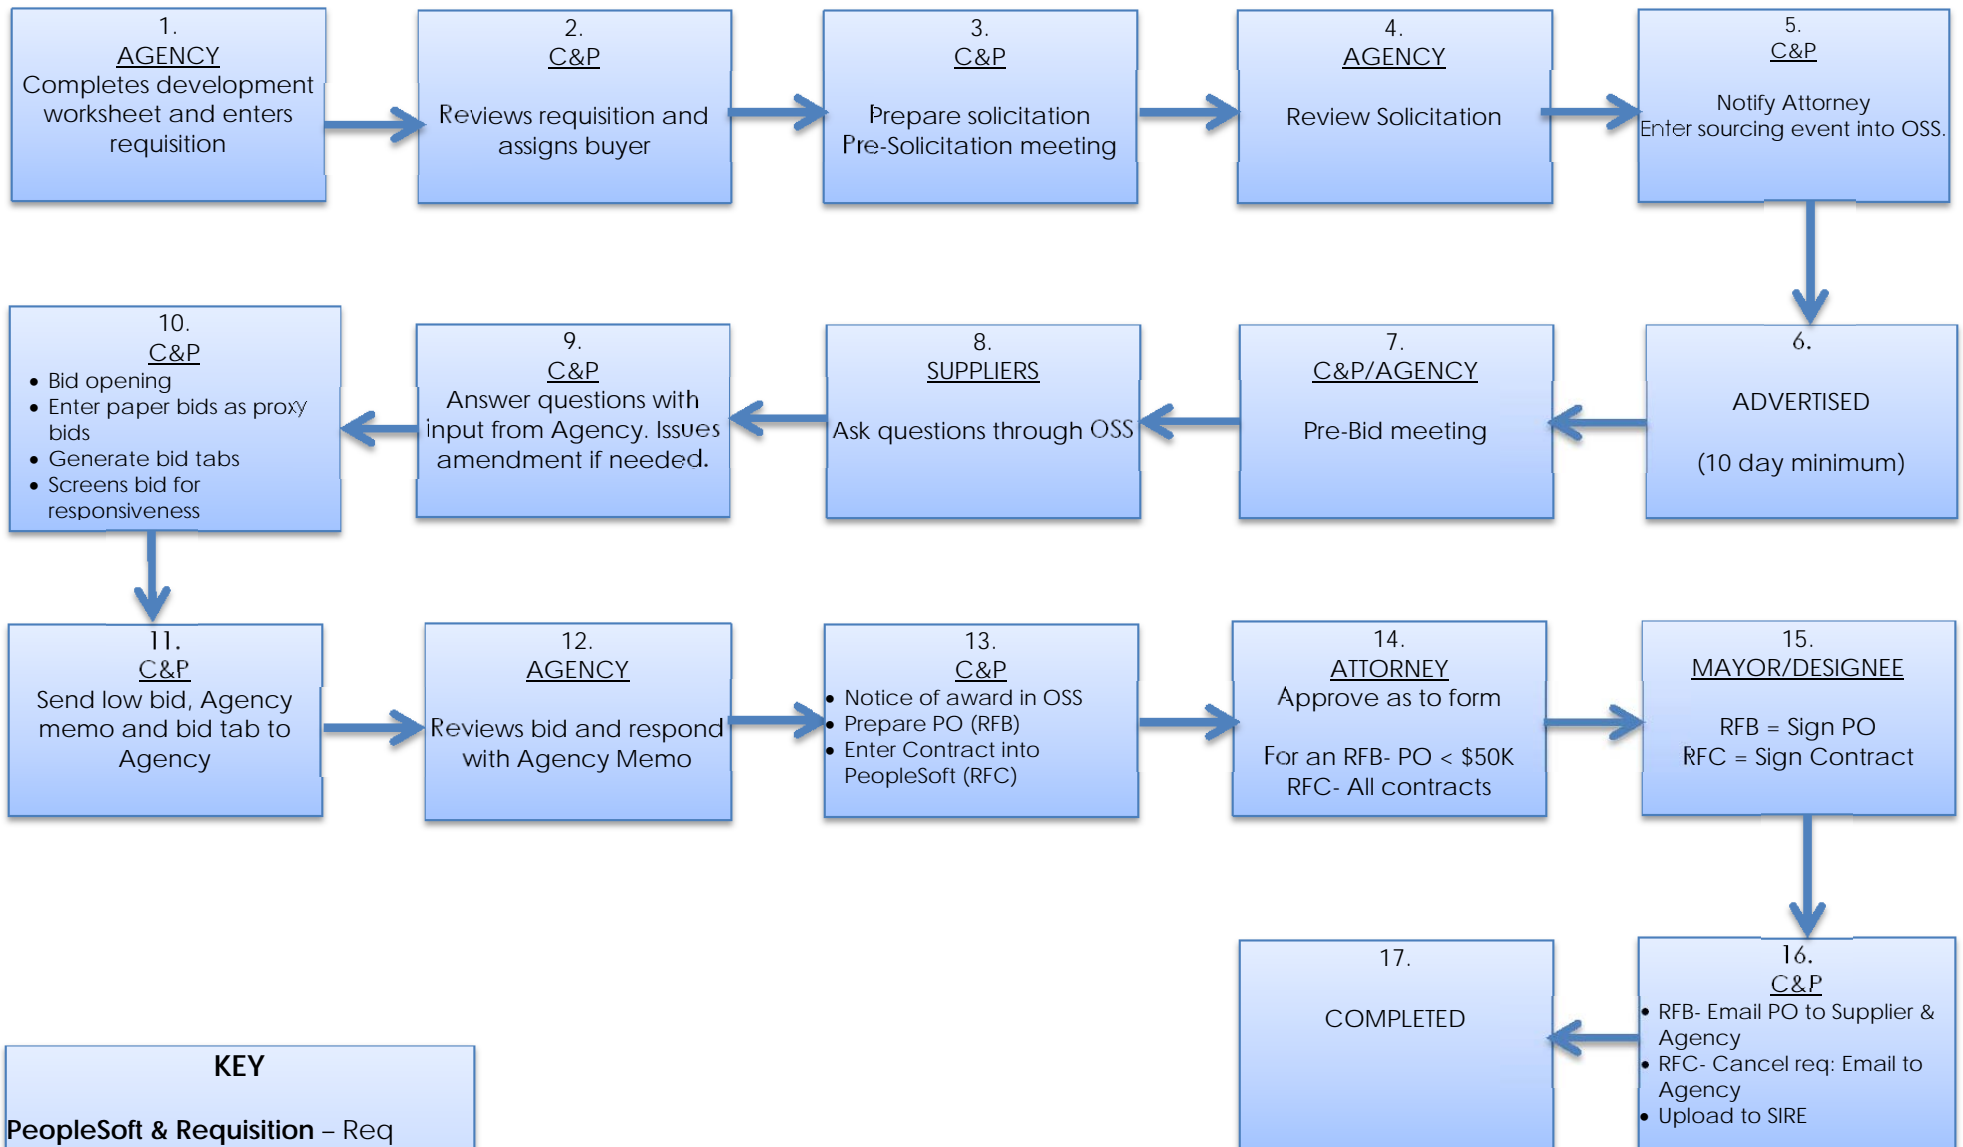 1.
AGENCY
Completes development
worksheet and enters
requisition
2.
C&P
Reviews requisition and
assigns buyer
3.
C&P
Prepare solicitation
Pre-Solicitation meeting
4.
AGENCY
Review Solicitation
5.
C&P
Notify Attorney
Enter sourcing event into OSS.
6.
ADVERTISED
(10 day minimum)
7.
C&P/AGENCY
Pre-Bid meeting
8.
SUPPLIERS
Ask questions through OSS
9.
C&P
Answer questions with
input from Agency. Issues
amendment if needed.
10.
C&P
• Bid opening
• Enter paper bids as proxy
bids
• Generate bid tabs
• Screens bid for
responsiveness
11.
C&P
Send low bid, Agency
memo and bid tab to
Agency
12.
AGENCY
Reviews bid and respond
with Agency Memo
13.
C&P
• Notice of award in OSS
• Prepare PO (RFB)
• Enter Contract into
PeopleSoft (RFC)
14.
ATTORNEY
Approve as to form
For an RFB- PO < $50K
RFC- All contracts
15.
MAYOR/DESIGNEE
RFB = Sign PO
RFC = Sign Contract
16.
C&P
• RFB- Email PO to Supplier &
Agency
• RFC- Cancel req: Email to
Agency
• Upload to SIRE
17.
COMPLETED
KEY
PeopleSoft & Requisition – Req